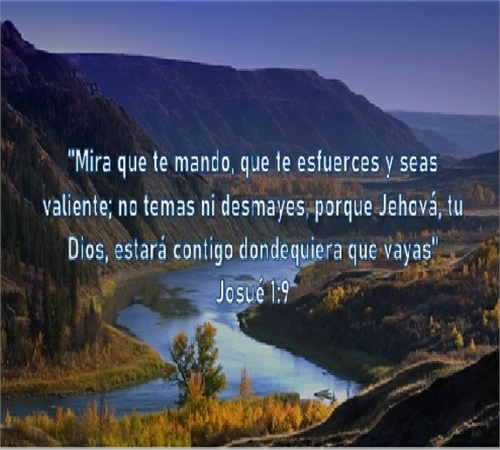 "Mira que te mando, que te esfuerces y seas
valiente; no temas ni desmayes, porque Jehová, tu
Dios, estará contigo dondequiera que vayas"
Josué 1:9